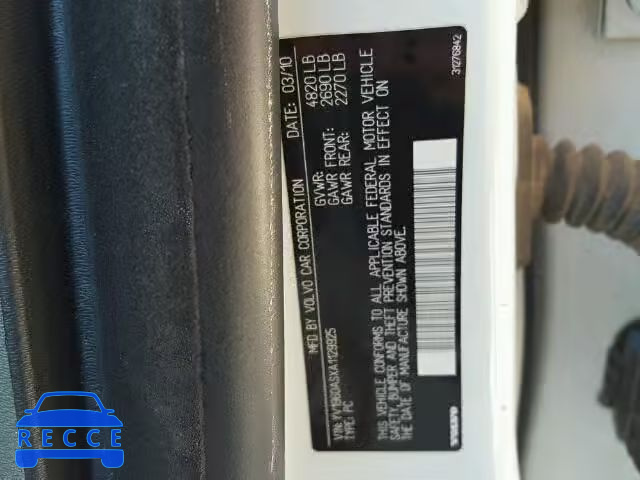 MFD BY VOLVO CAR CORPORATION DATE: 03/10
GVWR: 4820 LB
GAWR FRONT: 2690 LB
GAWR REAR: 2270 LB
VIN: YV1960ASXA1129925
TYPE: PC
THIS VEHICLE CONFORMS TO ALL APPLICABLE FEDERAL MOTOR VEHICLE
SAFETY, BUMPER AND THEFT PREVENTION STANDARDS IN EFFECT ON
THE DATE OF MANUFACTURE SHOWN ABOVE.
VOLVO
31276842
RECCE